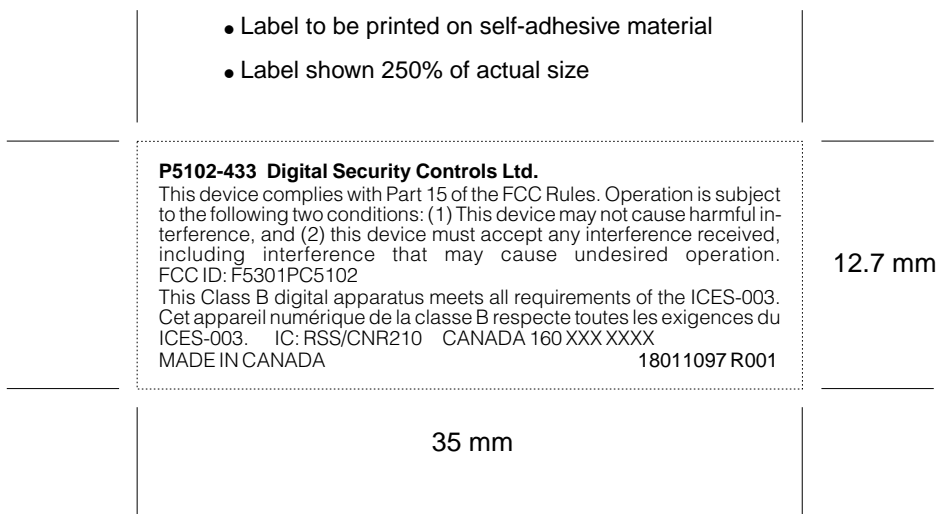 ● Label to be printed on self-adhesive material
● Label shown 250% of actual size
P5102-433 Digital Security Controls Ltd.
This device complies with Part 15 of the FCC Rules. Operation is subject
to the following two conditions: (1) This device may not cause harmful in-
terference, and (2) this device must accept any interference received,
including interference that may cause undesired operation.
FCC ID: F5301PC5102
This Class B digital apparatus meets all requirements of the ICES-003.
Cet appareil numérique de la classe B respecte toutes les exigences du
ICES-003. IC: RSS/CNR210 CANADA 160 XXX XXXX
MADE IN CANADA 18011097 R001
12.7 mm
35 mm